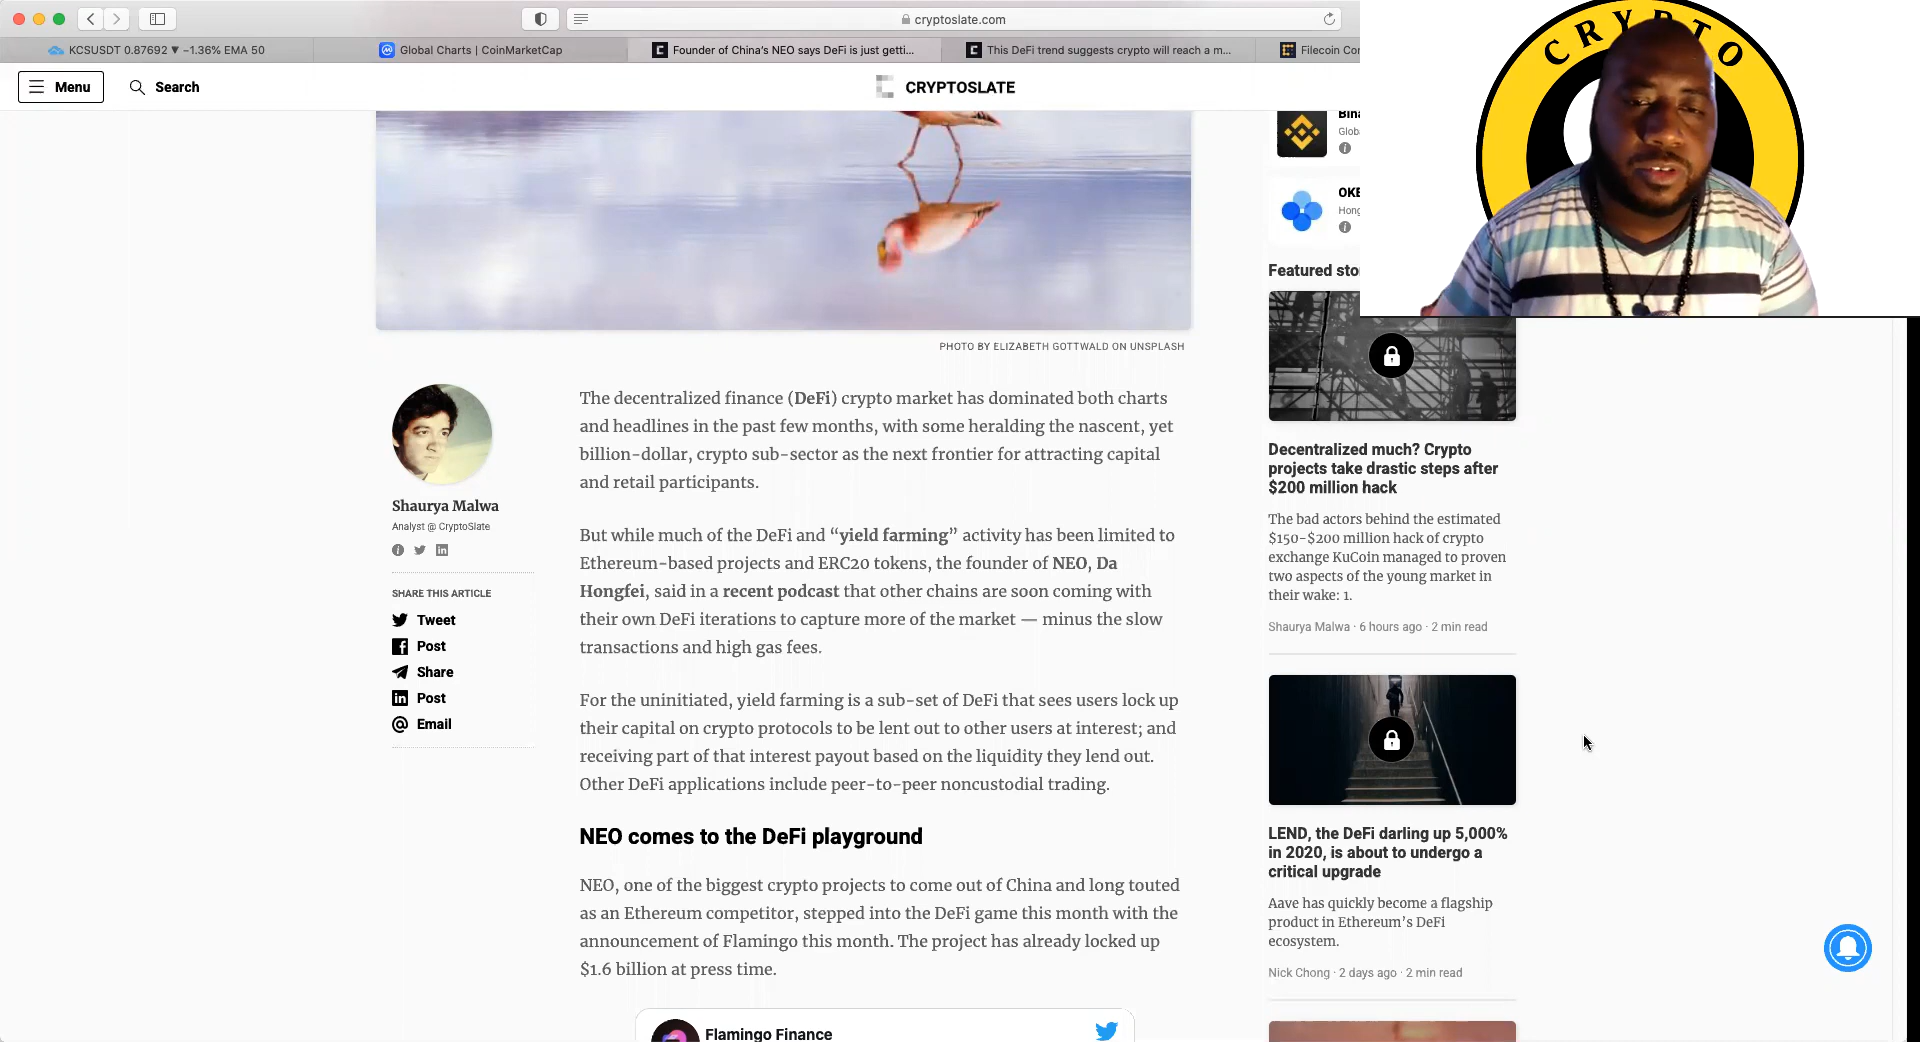 cryptoslate.com
KCSUSDT 0.87692 ▼ −1.36% EMA 50
Global Charts | CoinMarketCap
Founder of China's NEO says DeFi is just getti...
This DeFi trend suggests crypto will reach a m...
Filecoin Co
Menu
Search
CRYPTOSLATE
CRYPTO
Bina
Globa
OKE
Hong
Featured sto
PHOTO BY ELIZABETH GOTTWALD ON UNSPLASH
Shaurya Malwa
Analyst @ CryptoSlate
SHARE THIS ARTICLE
Tweet
Post
Share
Post
Email
The decentralized finance (DeFi) crypto market has dominated both charts
and headlines in the past few months, with some heralding the nascent, yet
billion-dollar, crypto sub-sector as the next frontier for attracting capital
and retail participants.
But while much of the DeFi and “yield farming” activity has been limited to
Ethereum-based projects and ERC20 tokens, the founder of NEO, Da
Hongfei, said in a recent podcast that other chains are soon coming with
their own DeFi iterations to capture more of the market — minus the slow
transactions and high gas fees.
For the uninitiated, yield farming is a sub-set of DeFi that sees users lock up
their capital on crypto protocols to be lent out to other users at interest; and
receiving part of that interest payout based on the liquidity they lend out.
Other DeFi applications include peer-to-peer noncustodial trading.
NEO comes to the DeFi playground
NEO, one of the biggest crypto projects to come out of China and long touted
as an Ethereum competitor, stepped into the DeFi game this month with the
announcement of Flamingo this month. The project has already locked up
$1.6 billion at press time.
Flamingo Finance
Decentralized much? Crypto
projects take drastic steps after
$200 million hack
The bad actors behind the estimated
$150-$200 million hack of crypto
exchange KuCoin managed to proven
two aspects of the young market in
their wake: 1.
Shaurya Malwa · 6 hours ago · 2 min read
LEND, the DeFi darling up 5,000%
in 2020, is about to undergo a
critical upgrade
Aave has quickly become a flagship
product in Ethereum’s DeFi
ecosystem.
Nick Chong · 2 days ago · 2 min read